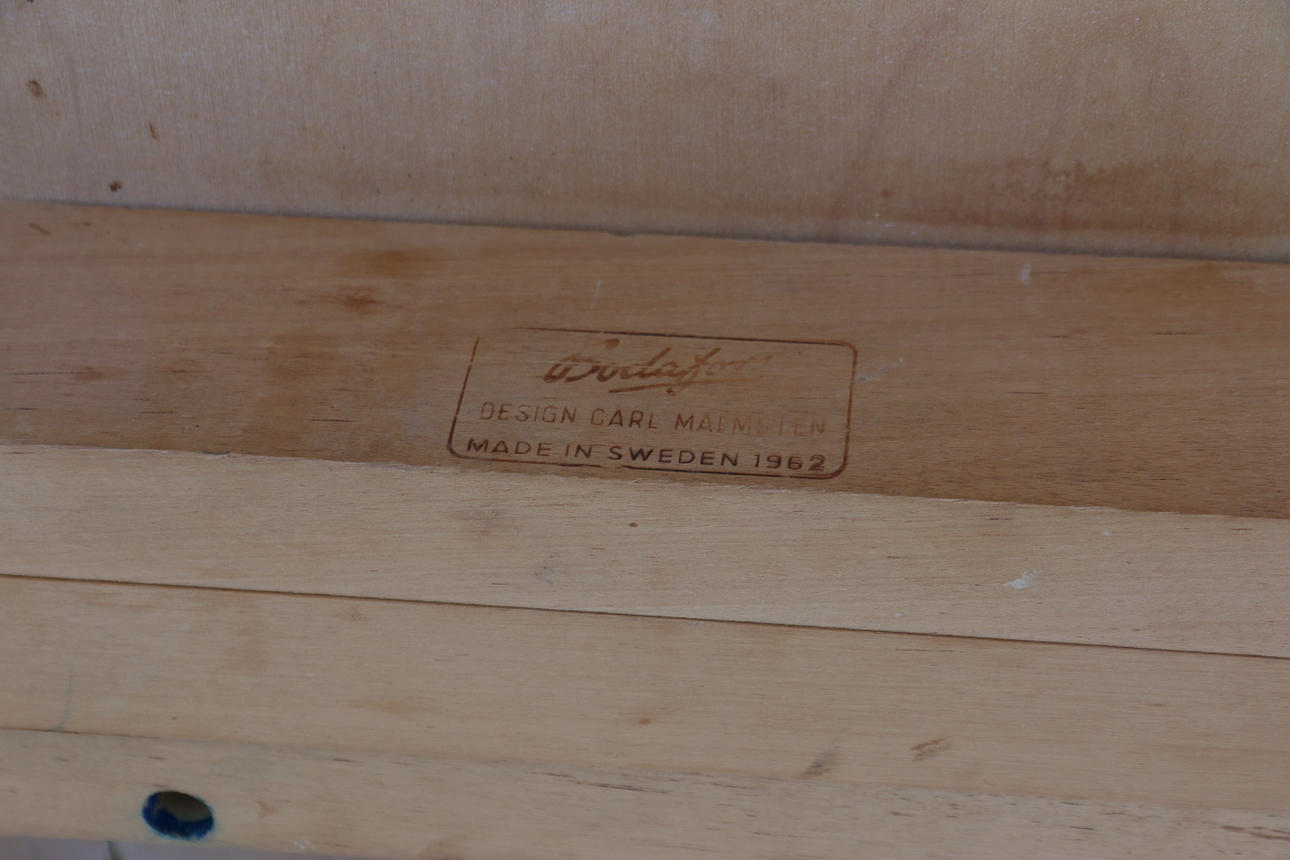 Bodafors
DESIGN CARL MALMSTEN
MADE IN SWEDEN 1962